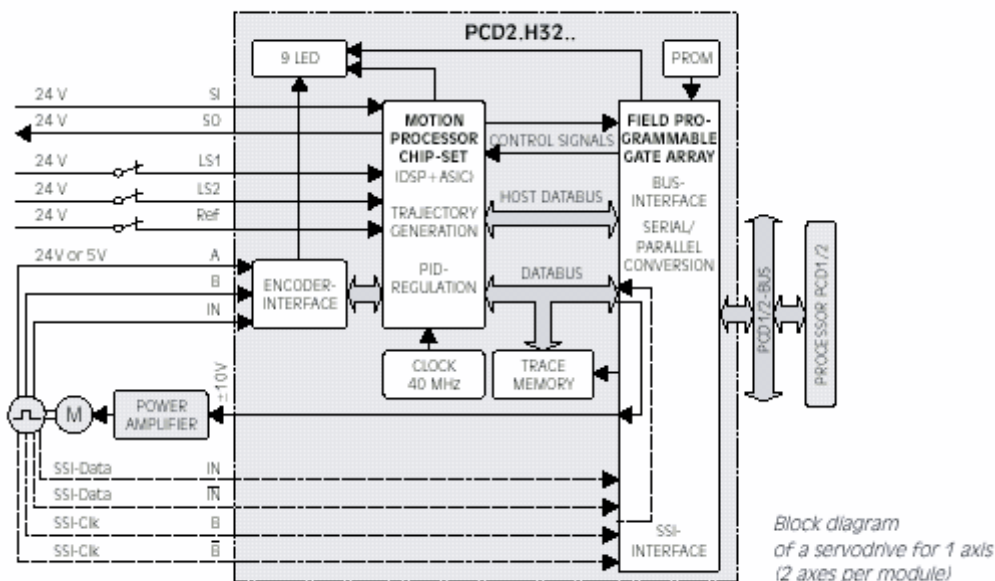 PCD2.H32..
9 LED
PROM
24 V SI
24 V SO
24 V LS1
24 V LS2
24 V Ref
24V or 5V A
B
IN
MOTION
PROCESSOR
CHIP-SET
(DSP+ASIC)
TRAJECTORY
GENERATION
PID-
REGULATION
CONTROL SIGNALS
HOST DATABUS
DATABUS
FIELD PRO-
GRAMMABLE
GATE ARRAY
BUS-
INTERFACE
SERIAL/
PARALLEL
CONVERSION
ENCODER-
INTERFACE
CLOCK
40 MHz
TRACE
MEMORY
PCD1/2-BUS
PROCESSOR PCD1/2
±10V
M
POWER
AMPLIFIER
SSI-Data IN
SSI-Data I̅N̅
SSI-Clk B
SSI-Clk B̅
SSI-
INTERFACE
Block diagram
of a servodrive for 1 axis
(2 axes per module)